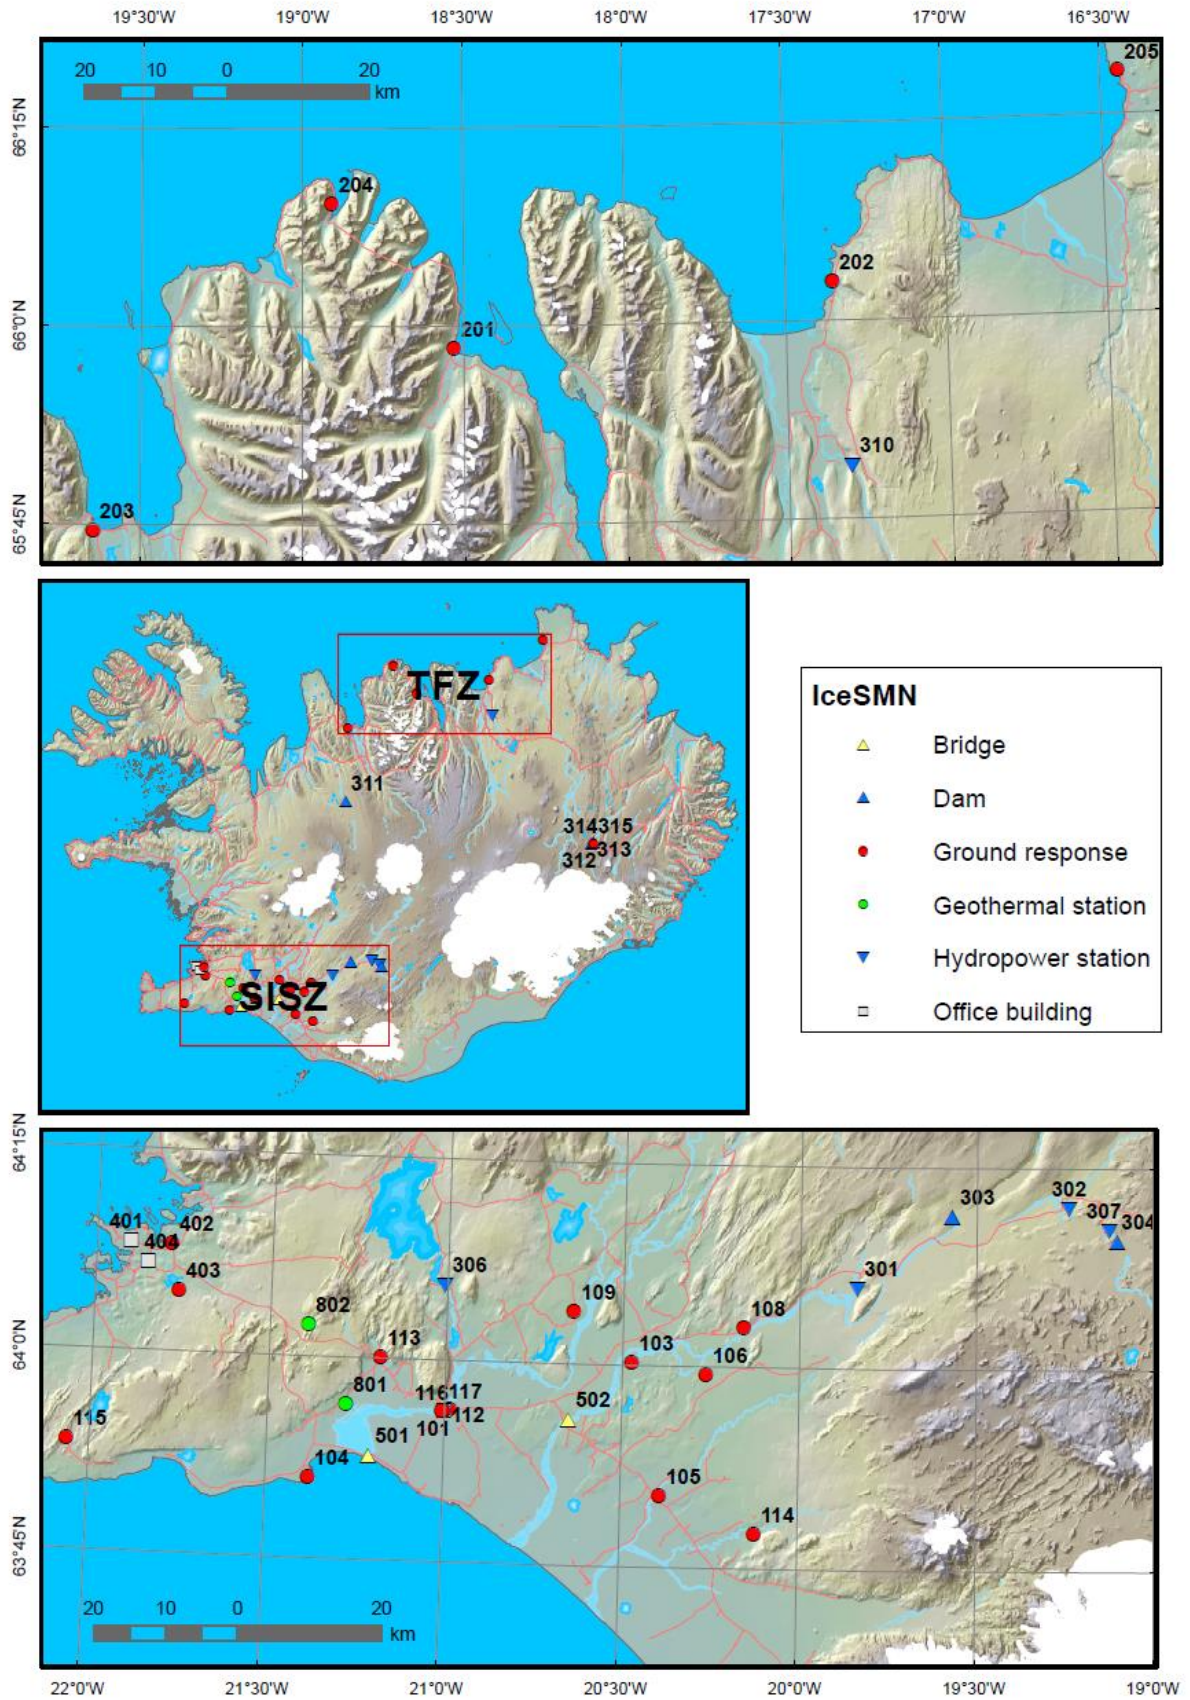 19°30'W 19°0'W 18°30'W 18°0'W 17°30'W 17°0'W 16°30'W
20 10 0 20
km
205
66°15'N
204
202
201
66°0'N
310
203
65°45'N
TFZ
311
314 315
312 313
SISZ
IceSMN
Bridge
Dam
Ground response
Geothermal station
Hydropower station
Office building
64°15'N
401 402
404
403
303 302
307
304
306
301
802
109
108
113
103
106
64°0'N
801
116 117
112
101
502
115
501
104
105
114
63°45'N
20 10 0 20
km
22°0'W 21°30'W 21°0'W 20°30'W 20°0'W 19°30'W 19°0'W